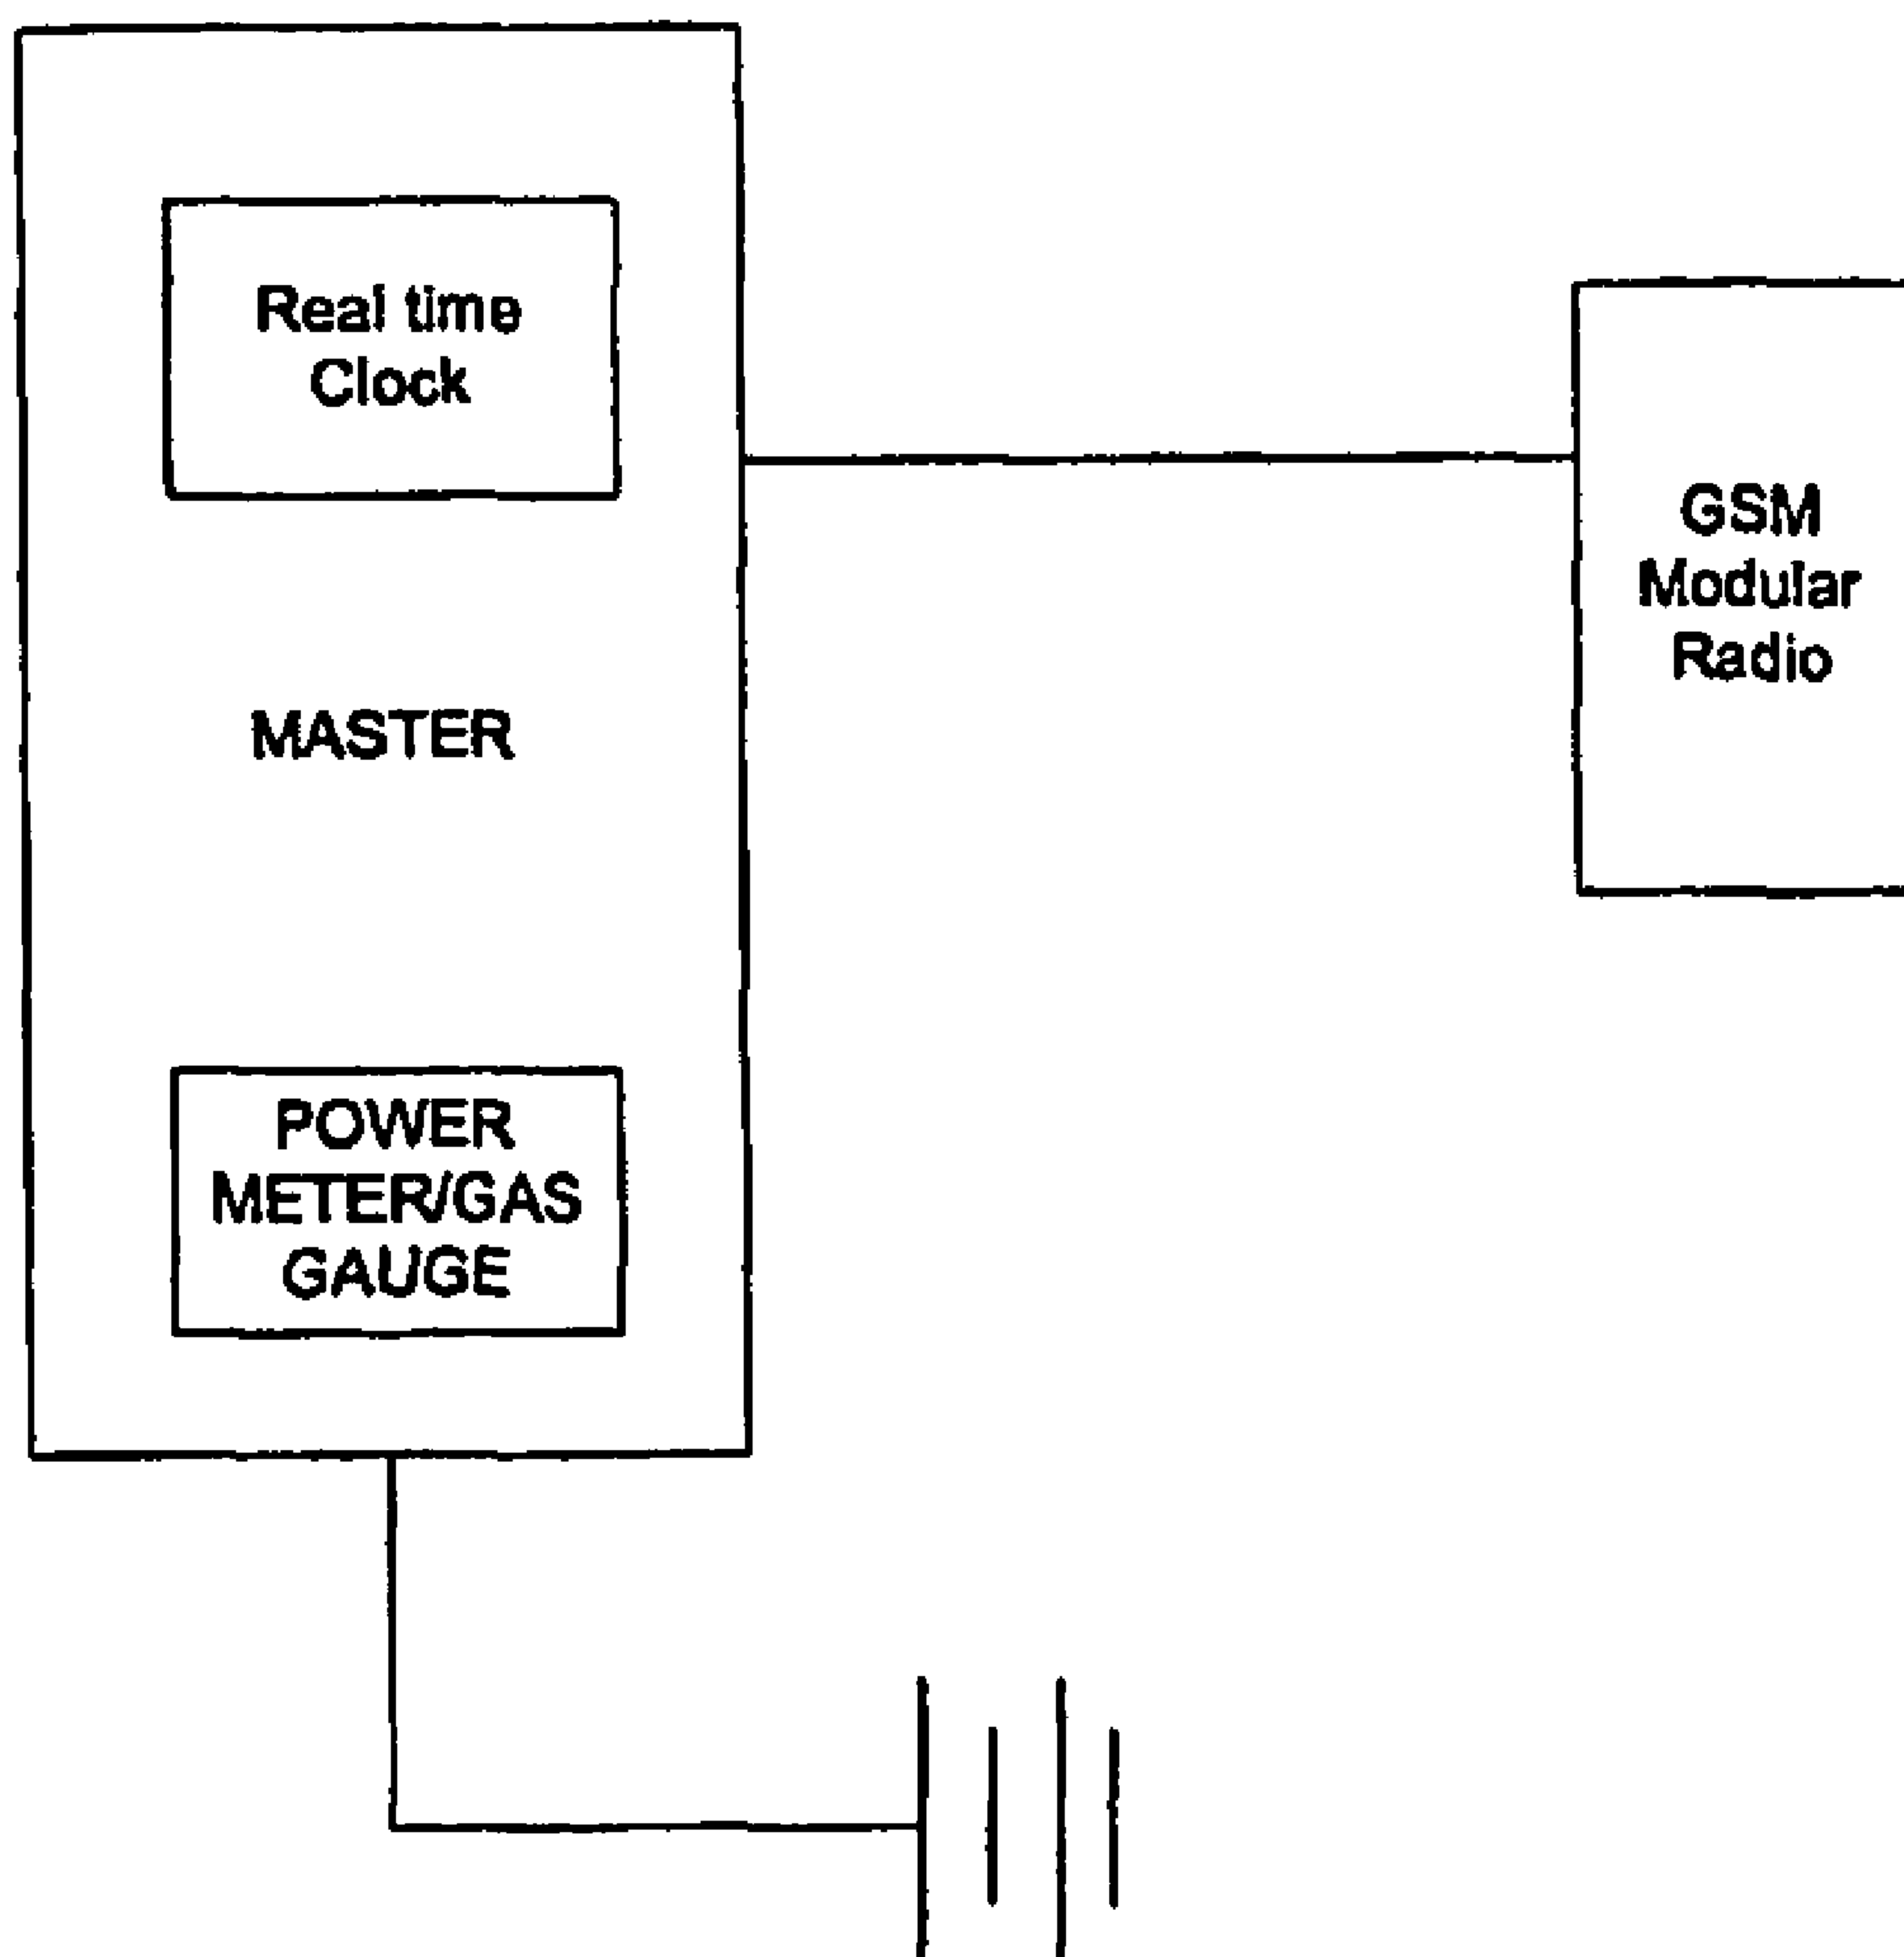 Real time
Clock
GSM
Modular
Radio
MASTER
POWER
METER/GAS
GAUGE